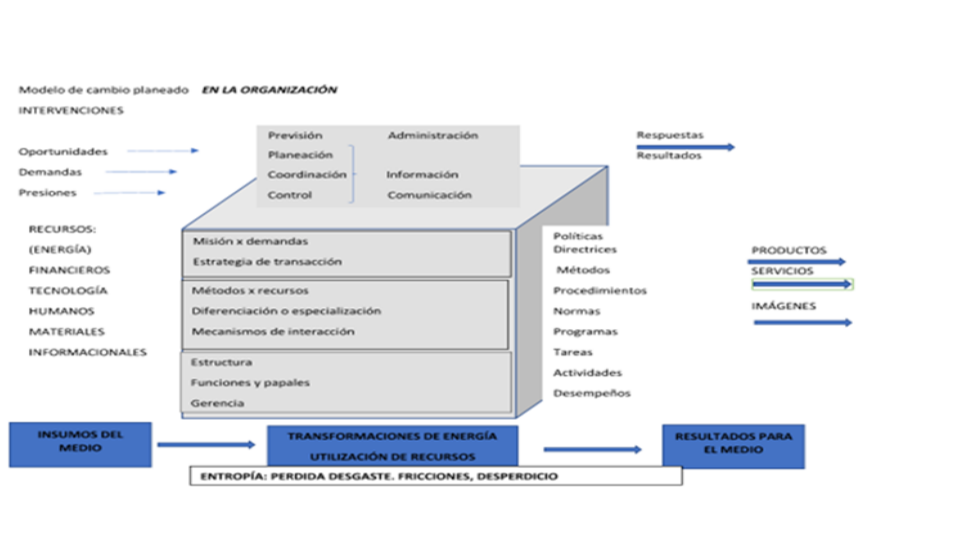 Modelo de cambio planeado EN LA ORGANIZACIÓN
INTERVENCIONES
Oportunidades
Demandas
Presiones
Previsión Administración
Planeación
Coordinación Información
Control Comunicación
Respuestas
Resultados
RECURSOS:
(ENERGÍA)
FINANCIEROS
TECNOLOGÍA
HUMANOS
MATERIALES
INFORMACIONALES
Misión x demandas
Estrategia de transacción
Métodos x recursos
Diferenciación o especialización
Mecanismos de interacción
Estructura
Funciones y papales
Gerencia
Políticas
Directrices
Métodos
Procedimientos
Normas
Programas
Tareas
Actividades
Desempeños
PRODUCTOS
SERVICIOS
IMÁGENES
INSUMOS DEL
MEDIO
TRANSFORMACIONES DE ENERGÍA
UTILIZACIÓN DE RECURSOS
RESULTADOS PARA
EL MEDIO
ENTROPÍA: PERDIDA DESGASTE. FRICCIONES, DESPERDICIO